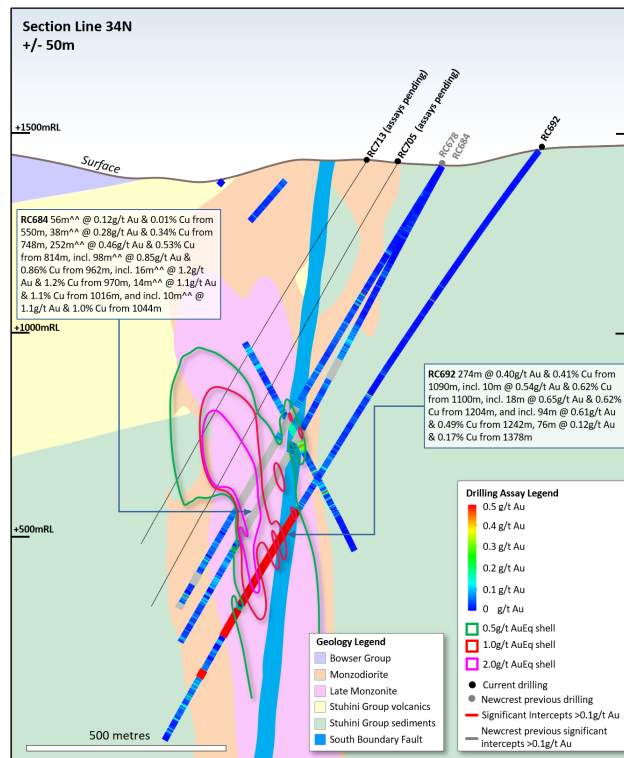 Section Line 34N
+/- 50m
RC713 (assays pending)
RC705 (assays pending)
RC678
RC684
RC692
+1500mRL
Surface
RC684 56m^^ @ 0.12g/t Au & 0.01% Cu from
550m, 38m^^ @ 0.28g/t Au & 0.34% Cu from
748m, 252m^^ @ 0.46g/t Au & 0.53% Cu
from 814m, incl. 98m^^ @ 0.85g/t Au &
0.86% Cu from 962m, incl. 16m^^ @ 1.2g/t
Au & 1.2% Cu from 970m, 14m^^ @ 1.1g/t
Au & 1.1% Cu from 1016m, and incl. 10m^^ @
1.1g/t Au & 1.0% Cu from 1044m
+1000mRL
RC692 274m @ 0.40g/t Au & 0.41% Cu from
1090m, incl. 10m @ 0.54g/t Au & 0.62% Cu
from 1100m, incl. 18m @ 0.65g/t Au & 0.62%
Cu from 1204m, and incl. 94m @ 0.61g/t Au
& 0.49% Cu from 1242m, 76m @ 0.12g/t Au
& 0.17% Cu from 1378m
+500mRL
Drilling Assay Legend
0.5 g/t Au
0.4 g/t Au
0.3 g/t Au
0.2 g/t Au
0.1 g/t Au
0 g/t Au
0.5g/t AuEq shell
1.0g/t AuEq shell
2.0g/t AuEq shell
Current drilling
Newcrest previous drilling
Significant Intercepts >0.1g/t Au
Newcrest previous significant
intercepts >0.1g/t Au
Geology Legend
Bowser Group
Monzodiorite
Late Monzonite
Stuhini Group volcanics
Stuhini Group sediments
South Boundary Fault
500 metres